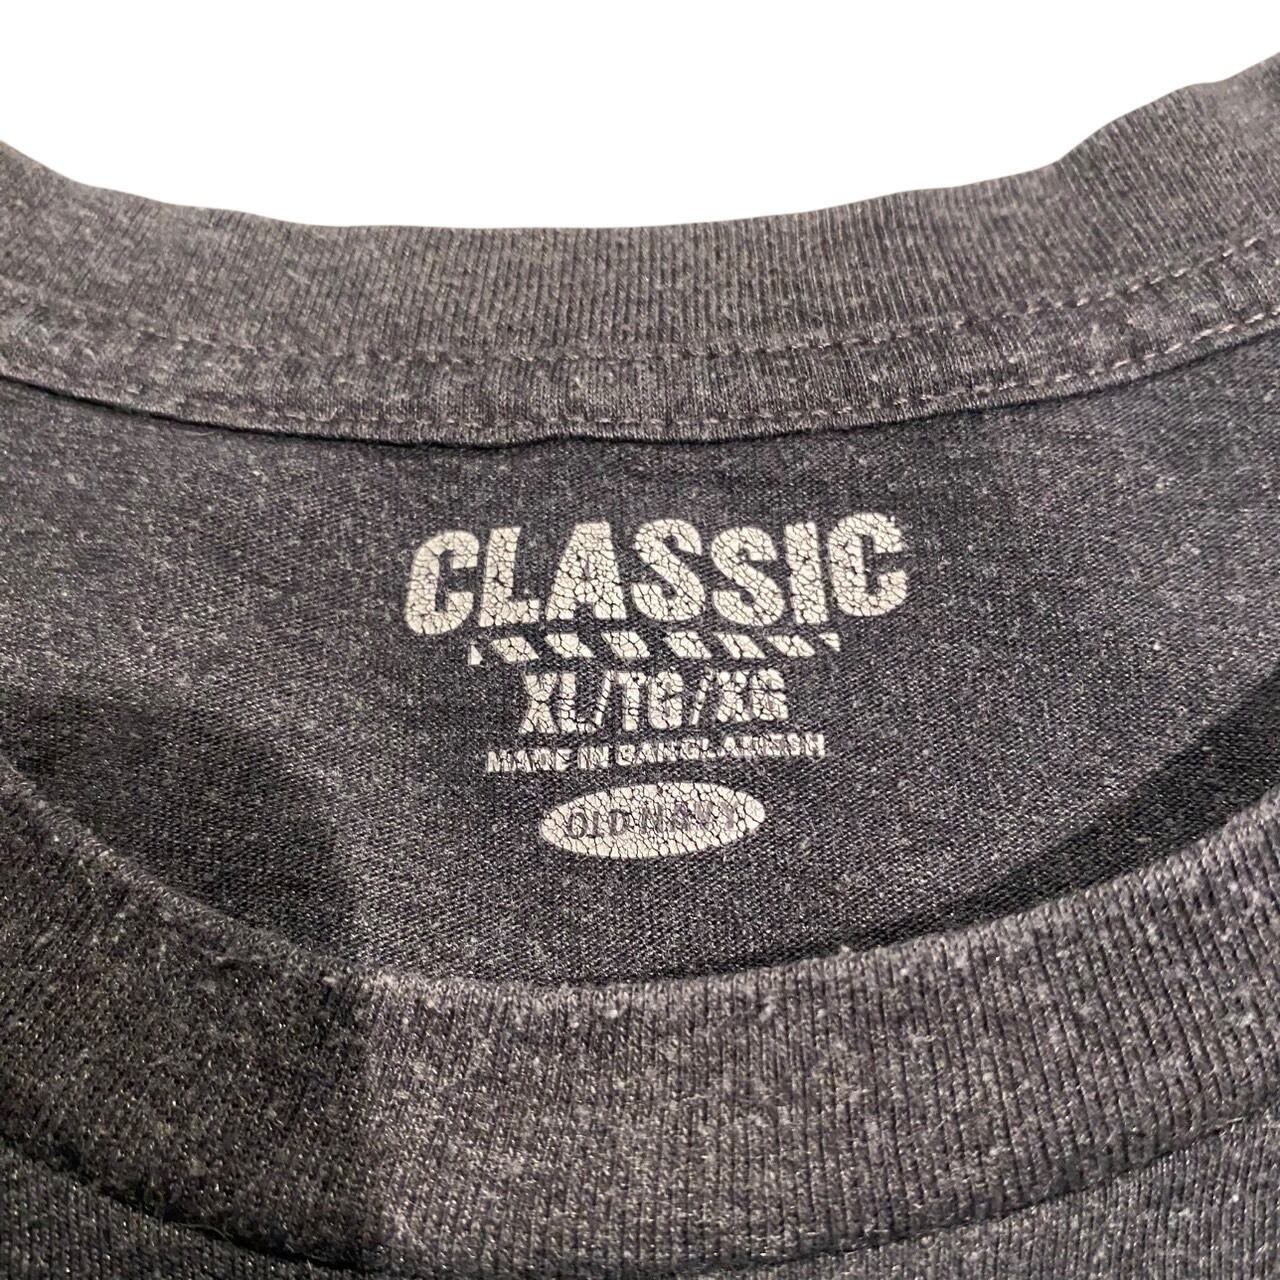 CLASSIC
XL/TG/XG
MADE IN BANGLADESH
OLD NAVY